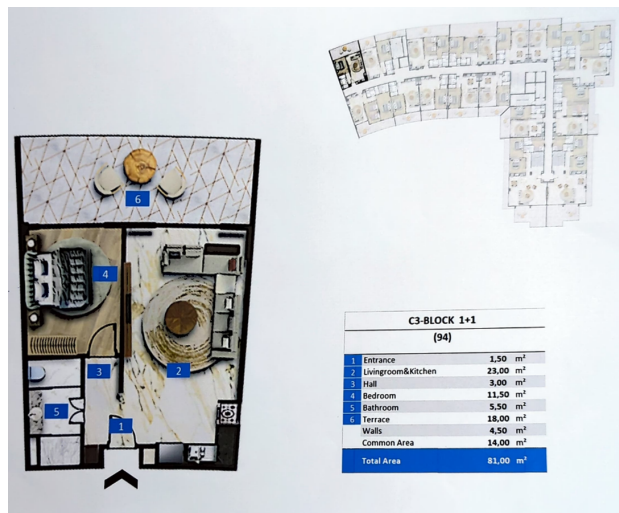 6
4
3
2
5
1
C3-BLOCK 1+1
(94)
1 Entrance 1,50 m²
2 Livingroom&Kitchen 23,00 m²
3 Hall 3,00 m²
4 Bedroom 11,50 m²
5 Bathroom 5,50 m²
6 Terrace 18,00 m²
Walls 4,50 m²
Common Area 14,00 m²
Total Area 81,00 m²